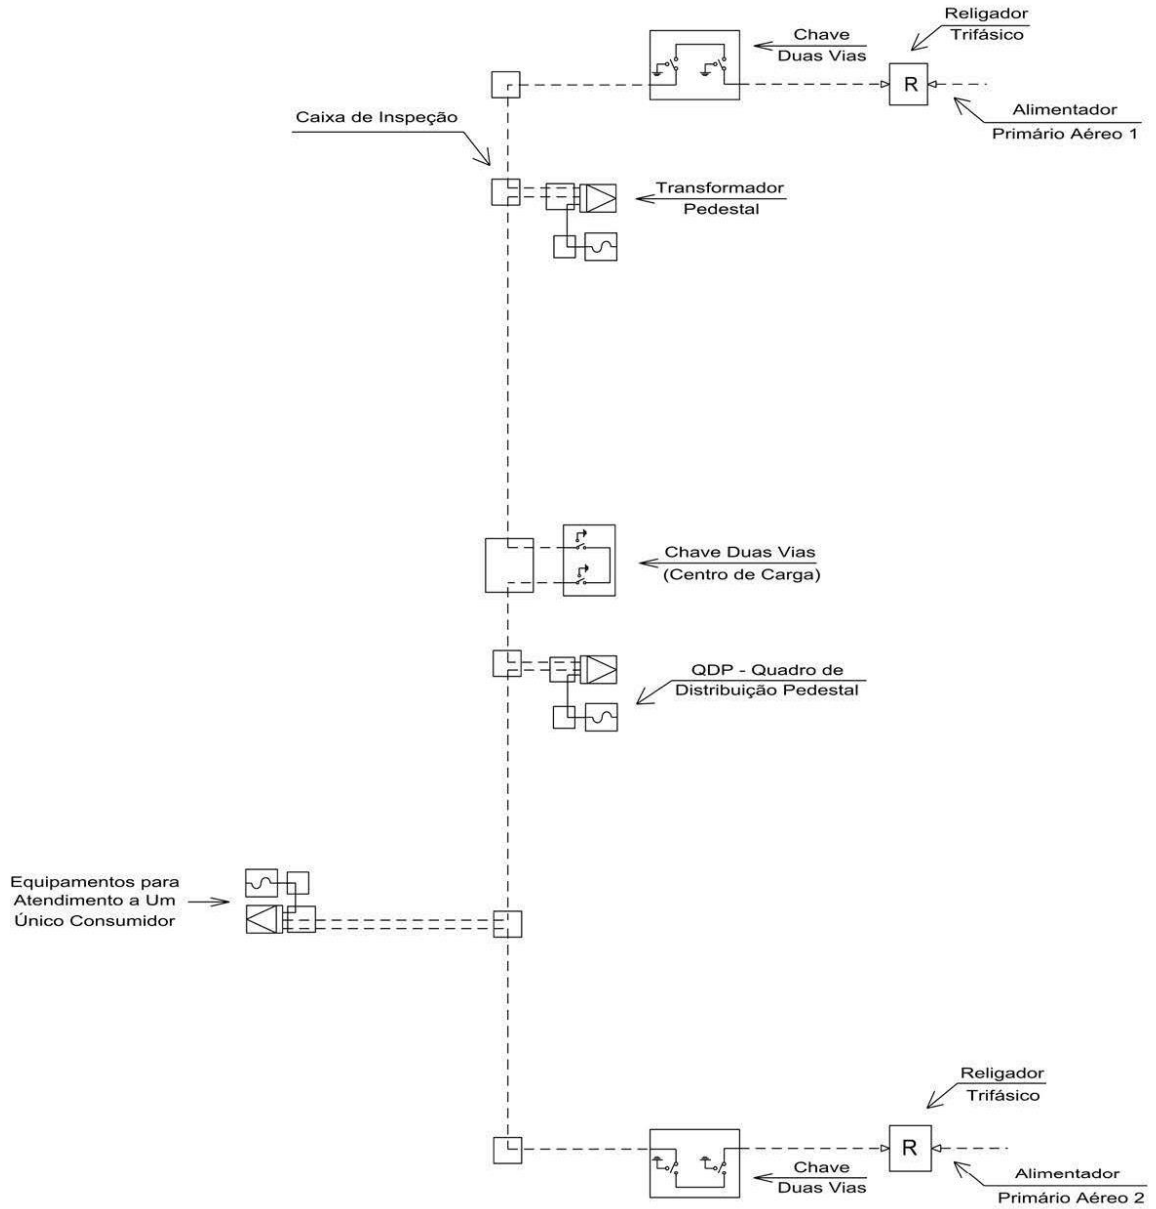 Religador
Trifásico
Chave
Duas Vias
R
Alimentador
Primário Aéreo 1
Caixa de Inspeção
Transformador
Pedestal
Chave Duas Vias
(Centro de Carga)
QDP - Quadro de
Distribuição Pedestal
Equipamentos para
Atendimento a Um
Único Consumidor
Religador
Trifásico
R
Chave
Duas Vias
Alimentador
Primário Aéreo 2